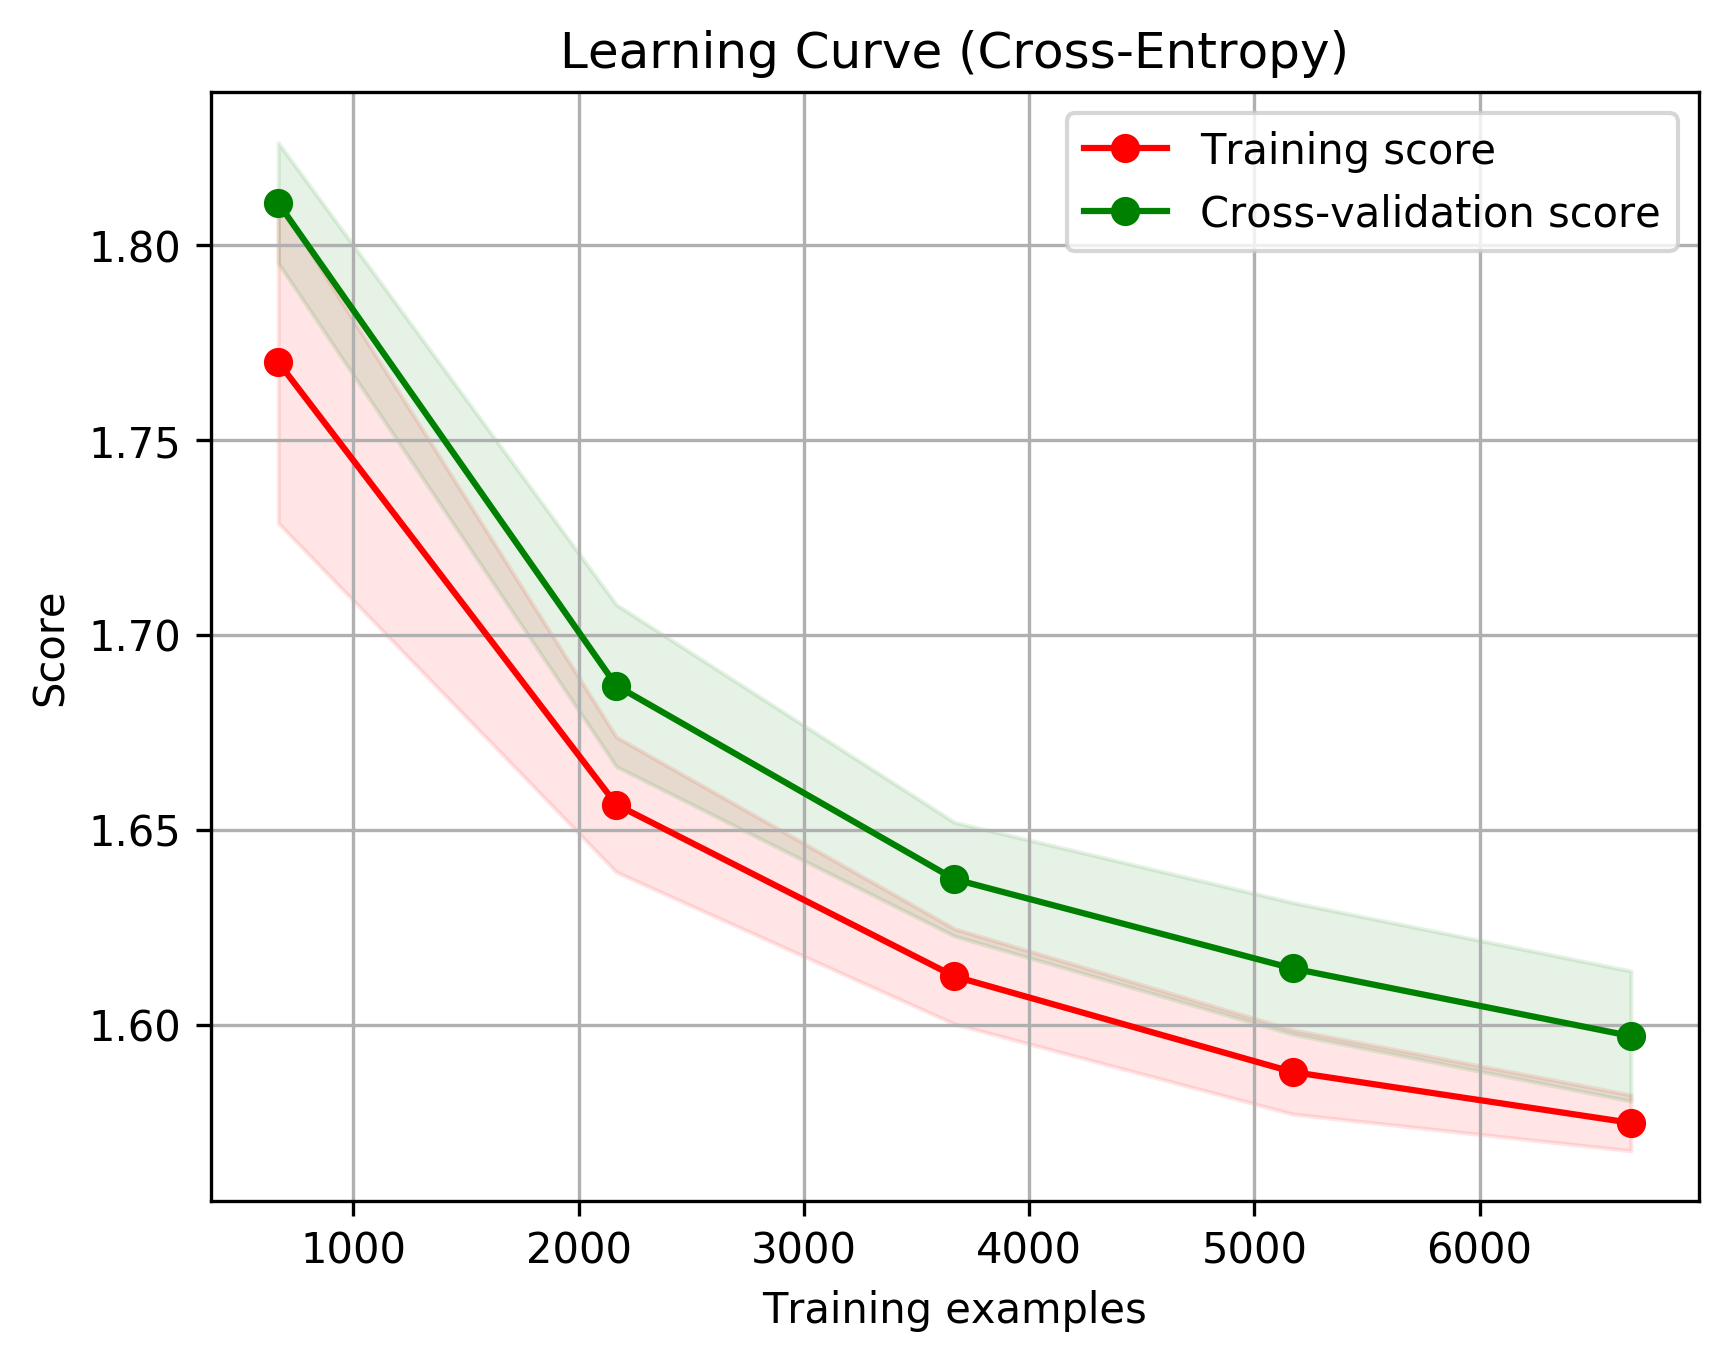 Learning Curve (Cross-Entropy)
Training score
Cross-validation score
1.80
1.75
1.70
1.65
1.60
Score
1000 2000 3000 4000 5000 6000
Training examples